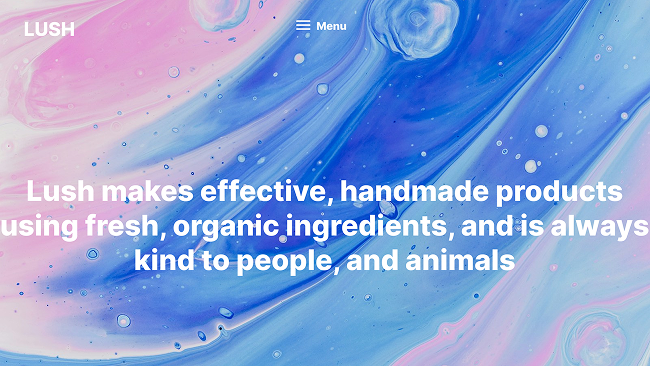 LUSH
Menu
Lush makes effective, handmade products
using fresh, organic ingredients, and is always
kind to people, and animals